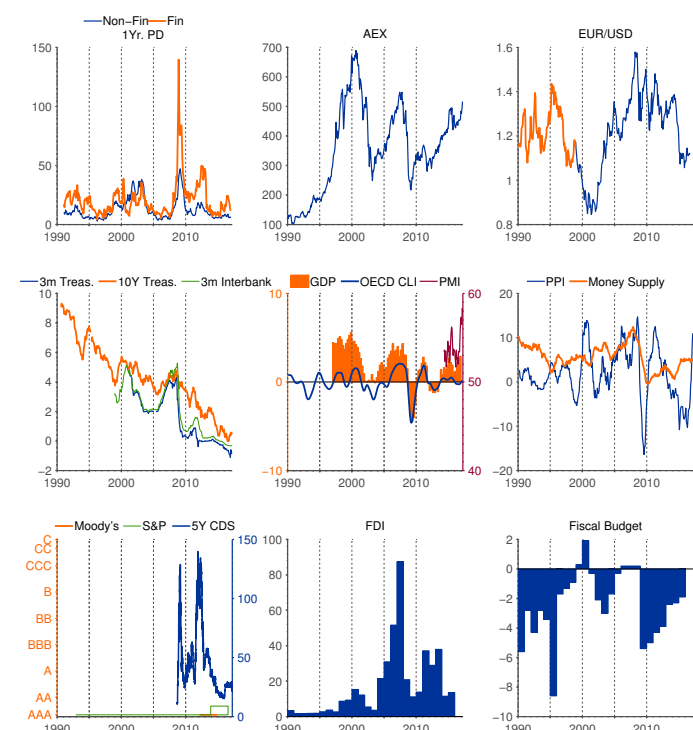 Non−Fin Fin
1Yr. PD
AEX
EUR/USD
150
100
50
0
1990 2000 2010
700
600
500
400
300
200
100
1990 2000 2010
1.6
1.4
1.2
1
0.8
1990 2000 2010
3m Treas. 10Y Treas. 3m Interbank
GDP OECD CLI PMI
PPI Money Supply
10
8
6
4
2
0
−2
1990 2000 2010
10
0
−10
60
50
40
1990 2000 2010
20
10
0
−10
−20
1990 2000 2010
Moody's S&P 5Y CDS
FDI
Fiscal Budget
C
CC
CCC
B
BB
BBB
A
AA
AAA
150
100
50
0
1990 2000 2010
100
80
60
40
20
0
1990 2000 2010
2
0
−2
−4
−6
−8
−10
1990 2000 2010